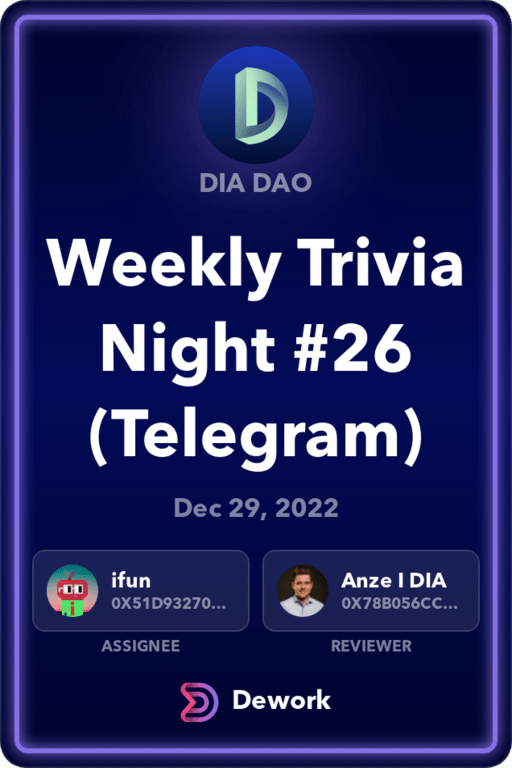 DIA DAO
Weekly Trivia
Night #26
(Telegram)
Dec 29, 2022
ifun
0X51D93270...
ASSIGNEE
Anze I DIA
0X78B056CC...
REVIEWER
Dework